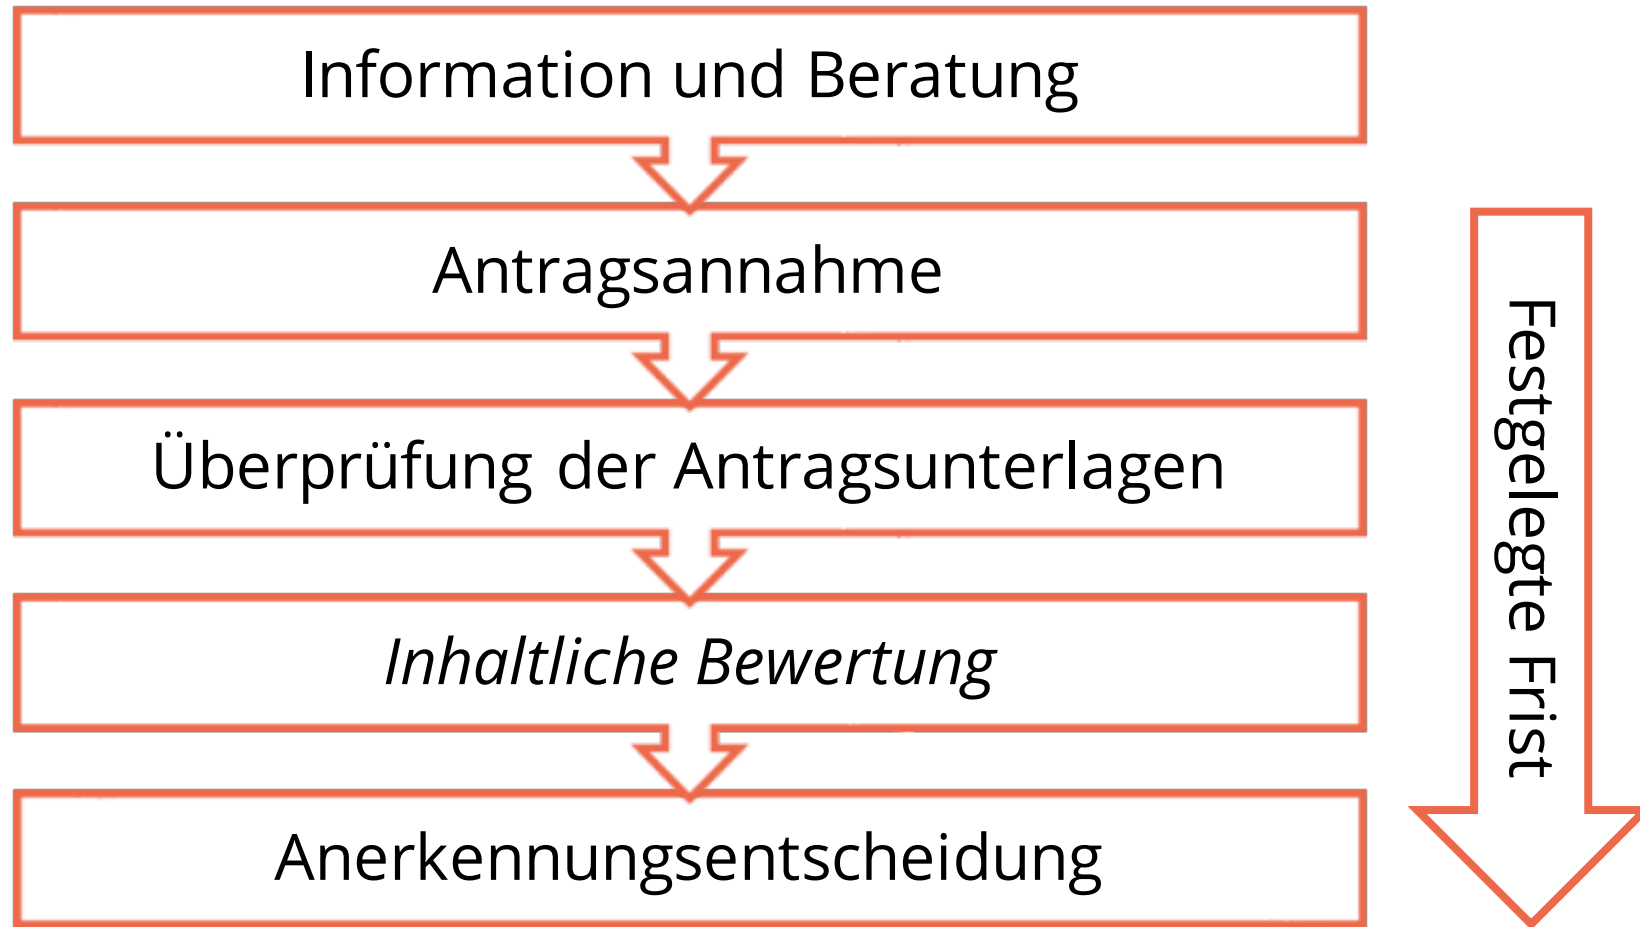 Information und Beratung
Antragsannahme
Überprüfung der Antragsunterlagen
Inhaltliche Bewertung
Anerkennungsentscheidung
Festgelegte Frist